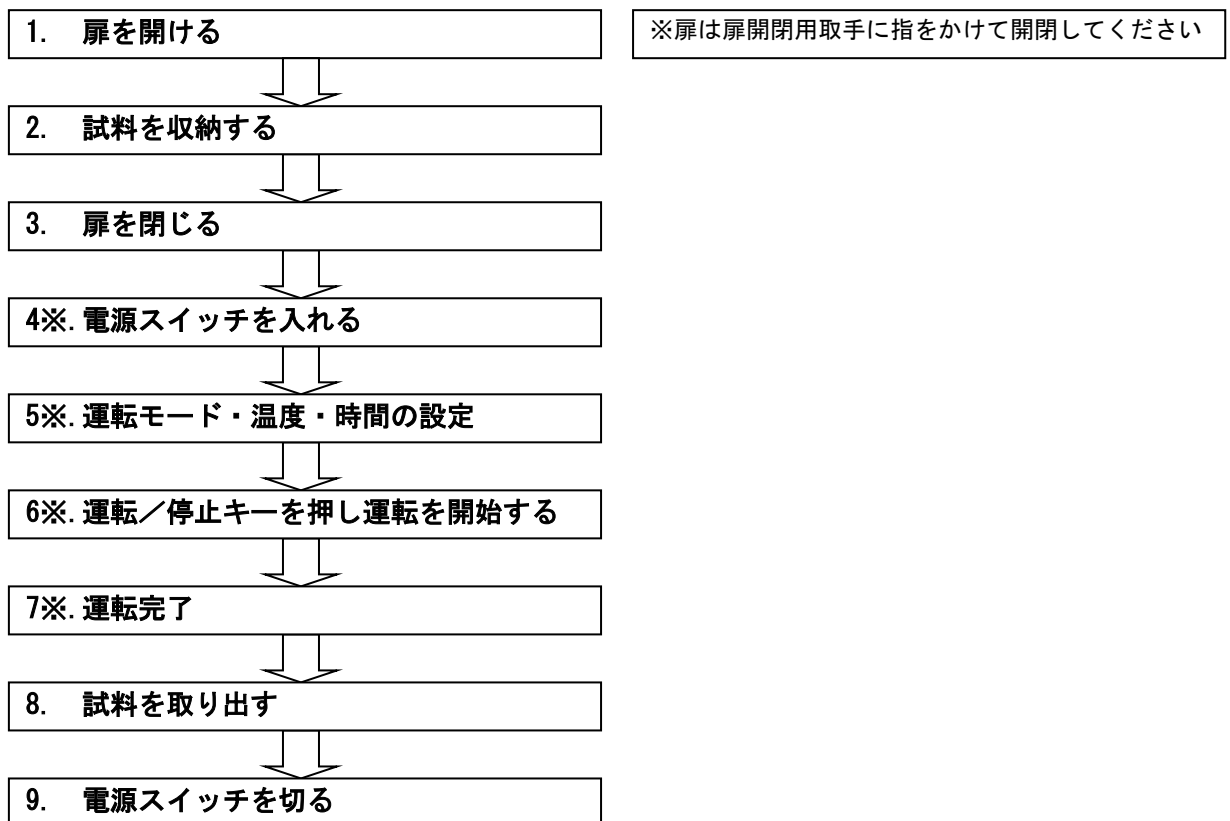 1. 扉を開ける
※扉は扉開閉用取手に指をかけて開閉してください
2. 試料を収納する
3. 扉を閉じる
4※. 電源スイッチを入れる
5※. 運転モード・温度・時間の設定
6※. 運転／停止キーを押し運転を開始する
7※. 運転完了
8. 試料を取り出す
9. 電源スイッチを切る